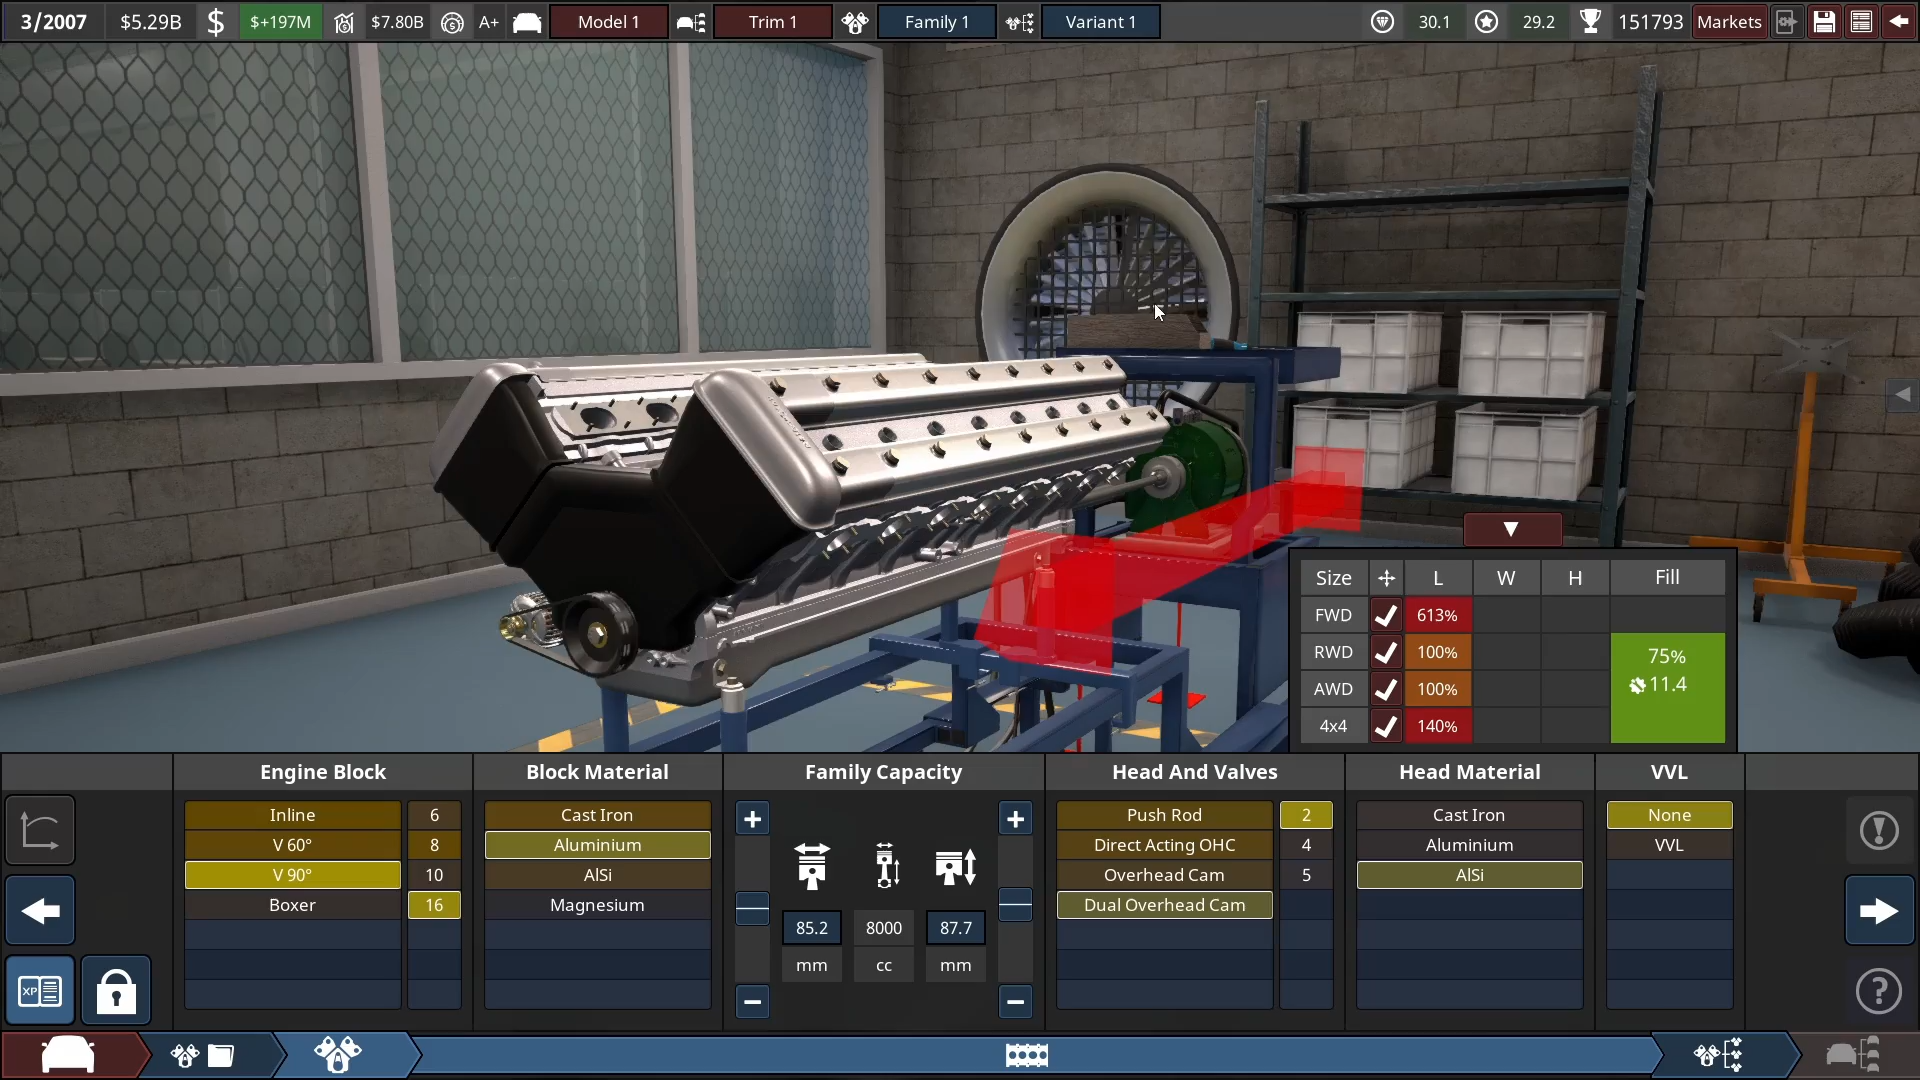 3/2007 $5.29B $ $+197M $7.80B A+ Model 1 Trim 1 Family 1 Variant 1 30.1 29.2 151793 Markets
Size L W H Fill
FWD 613%
RWD 100% 75%
AWD 100% 11.4
4x4 140%
Engine Block
Inline 6
V 60° 8
V 90° 10
Boxer 16
Block Material
Cast Iron
Aluminium
AlSi
Magnesium
Family Capacity
85.2 8000 87.7
mm cc mm
Head And Valves
Push Rod 2
Direct Acting OHC 4
Overhead Cam 5
Dual Overhead Cam
Head Material
Cast Iron
Aluminium
AlSi
VVL
None
VVL
XP
?